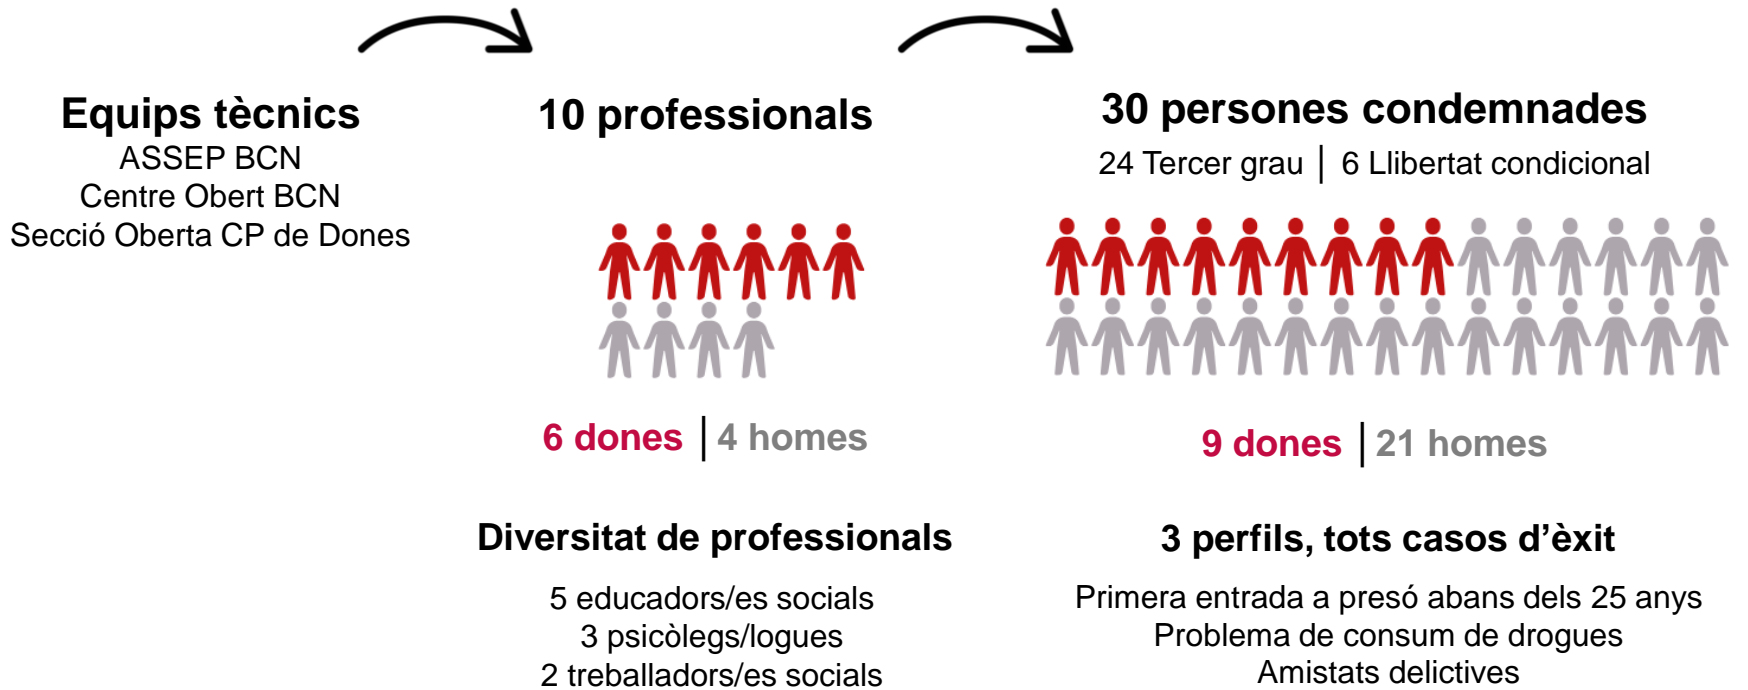 Equips tècnics
ASSEP BCN
Centre Obert BCN
Secció Oberta CP de Dones
10 professionals
6 dones | 4 homes
Diversitat de professionals
5 educadors/es socials
3 psicòlegs/logues
2 treballadors/es socials
30 persones condemnades
24 Tercer grau | 6 Llibertat condicional
9 dones | 21 homes
3 perfils, tots casos d’èxit
Primera entrada a presó abans dels 25 anys
Problema de consum de drogues
Amistats delictives